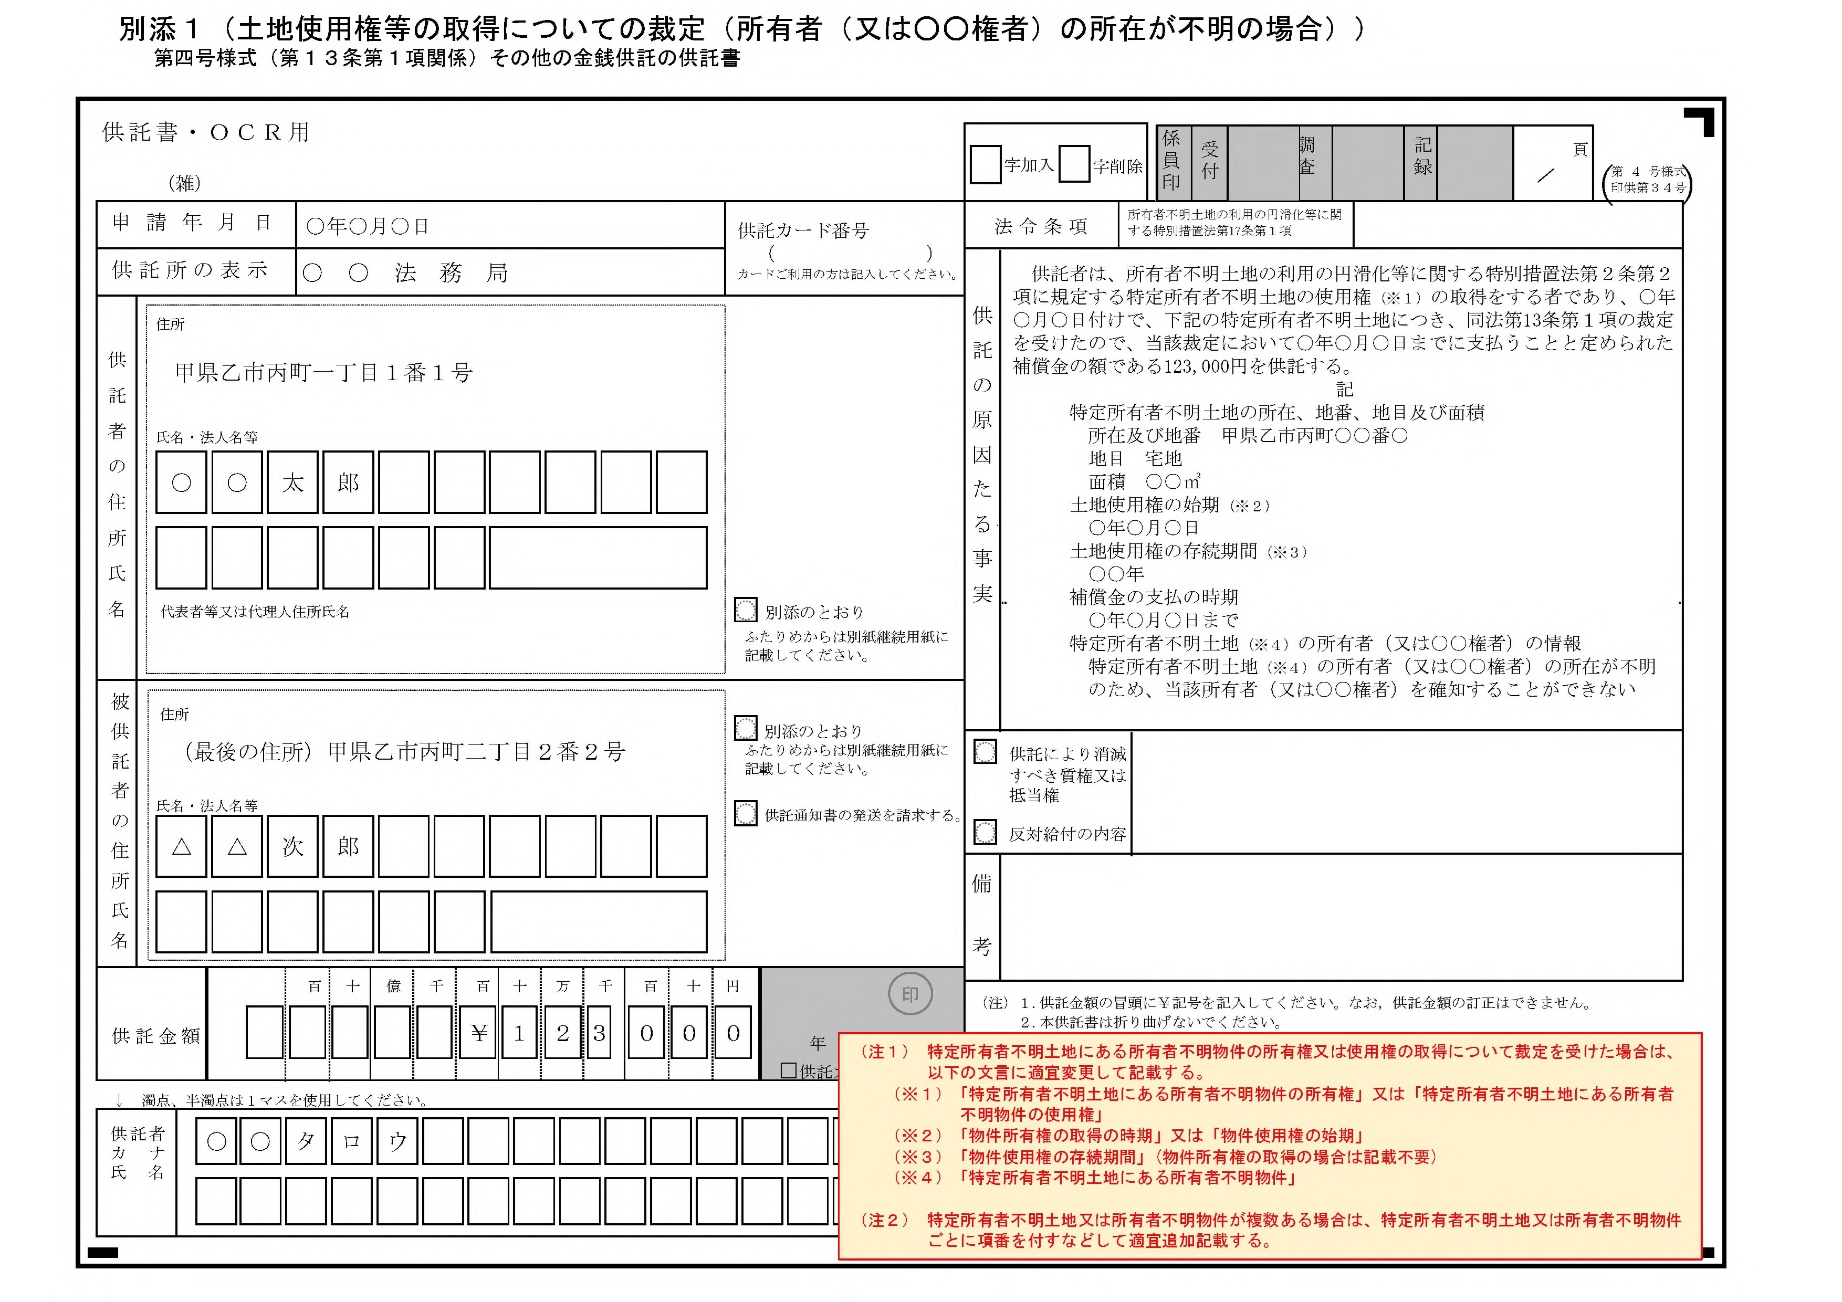 別添１（土地使用権等の取得についての裁定（所有者（又は〇〇権者）の所在が不明の場合））
第四号様式（第１３条第１項関係）その他の金銭供託の供託書
供託書・ＯＣＲ用
（雑）
字加入 字削除
係員印 受付 調査 記録
頁
／
（第 ４ 号様式
印供第３４号）
申請年月日 〇年〇月〇日
供託所の表示 〇 〇 法 務 局
供託カード番号
（ ）
カードご利用の方は記入してください。
法令条項
所有者不明土地の利用の円滑化等に関
する特別措置法第17条第１項
供託者の住所氏名
住所
甲県乙市丙町一丁目１番１号
氏名・法人名等
〇 〇 太 郎
代表者等又は代理人住所氏名
別添のとおり
ふたりめからは別紙継続用紙に
記載してください。
被供託者の住所氏名
住所
（最後の住所）甲県乙市丙町二丁目２番２号
氏名・法人名等
△ △ 次 郎
別添のとおり
ふたりめからは別紙継続用紙に
記載してください。
供託通知書の発送を請求する。
供託金額
百 十 億 千 百 十 万 千 百 十 円
￥ 1 2 3 0 0 0
印
年
□供託
↓ 濁点、半濁点は１マスを使用してください。
供託者
カ ナ
氏 名
〇 〇 タ ロ ウ
供託の原因たる事実
供託者は、所有者不明土地の利用の円滑化等に関する特別措置法第２条第２
項に規定する特定所有者不明土地の使用権（※１）の取得をする者であり、〇年
〇月〇日付けで、下記の特定所有者不明土地につき、同法第13条第１項の裁定
を受けたので、当該裁定において〇年〇月〇日までに支払うことと定められた
補償金の額である123,000円を供託する。
記
特定所有者不明土地の所在、地番、地目及び面積
所在及び地番　甲県乙市丙町〇〇番〇
地目　宅地
面積　〇〇㎡
土地使用権の始期（※２）
〇年〇月〇日
土地使用権の存続期間（※３）
〇〇年
補償金の支払の時期
〇年〇月〇日まで
特定所有者不明土地（※４）の所有者（又は〇〇権者）の情報
特定所有者不明土地（※４）の所有者（又は〇〇権者）の所在が不明
のため、当該所有者（又は〇〇権者）を確知することができない
供託により消滅
すべき質権又は
抵当権
反対給付の内容
備考
（注）１．供託金額の冒頭に￥記号を記入してください。なお，供託金額の訂正はできません。
２．本供託書は折り曲げないでください。
（注１）　特定所有者不明土地にある所有者不明物件の所有権又は使用権の取得について裁定を受けた場合は、
以下の文言に適宜変更して記載する。
（※１）「特定所有者不明土地にある所有者不明物件の所有権」又は「特定所有者不明土地にある所有者
不明物件の使用権」
（※２）「物件所有権の取得の時期」又は「物件使用権の始期」
（※３）「物件使用権の存続期間」（物件所有権の取得の場合は記載不要）
（※４）「特定所有者不明土地にある所有者不明物件」
（注２）　特定所有者不明土地又は所有者不明物件が複数ある場合は、特定所有者不明土地又は所有者不明物件
ごとに項番を付すなどして適宜追加記載する。